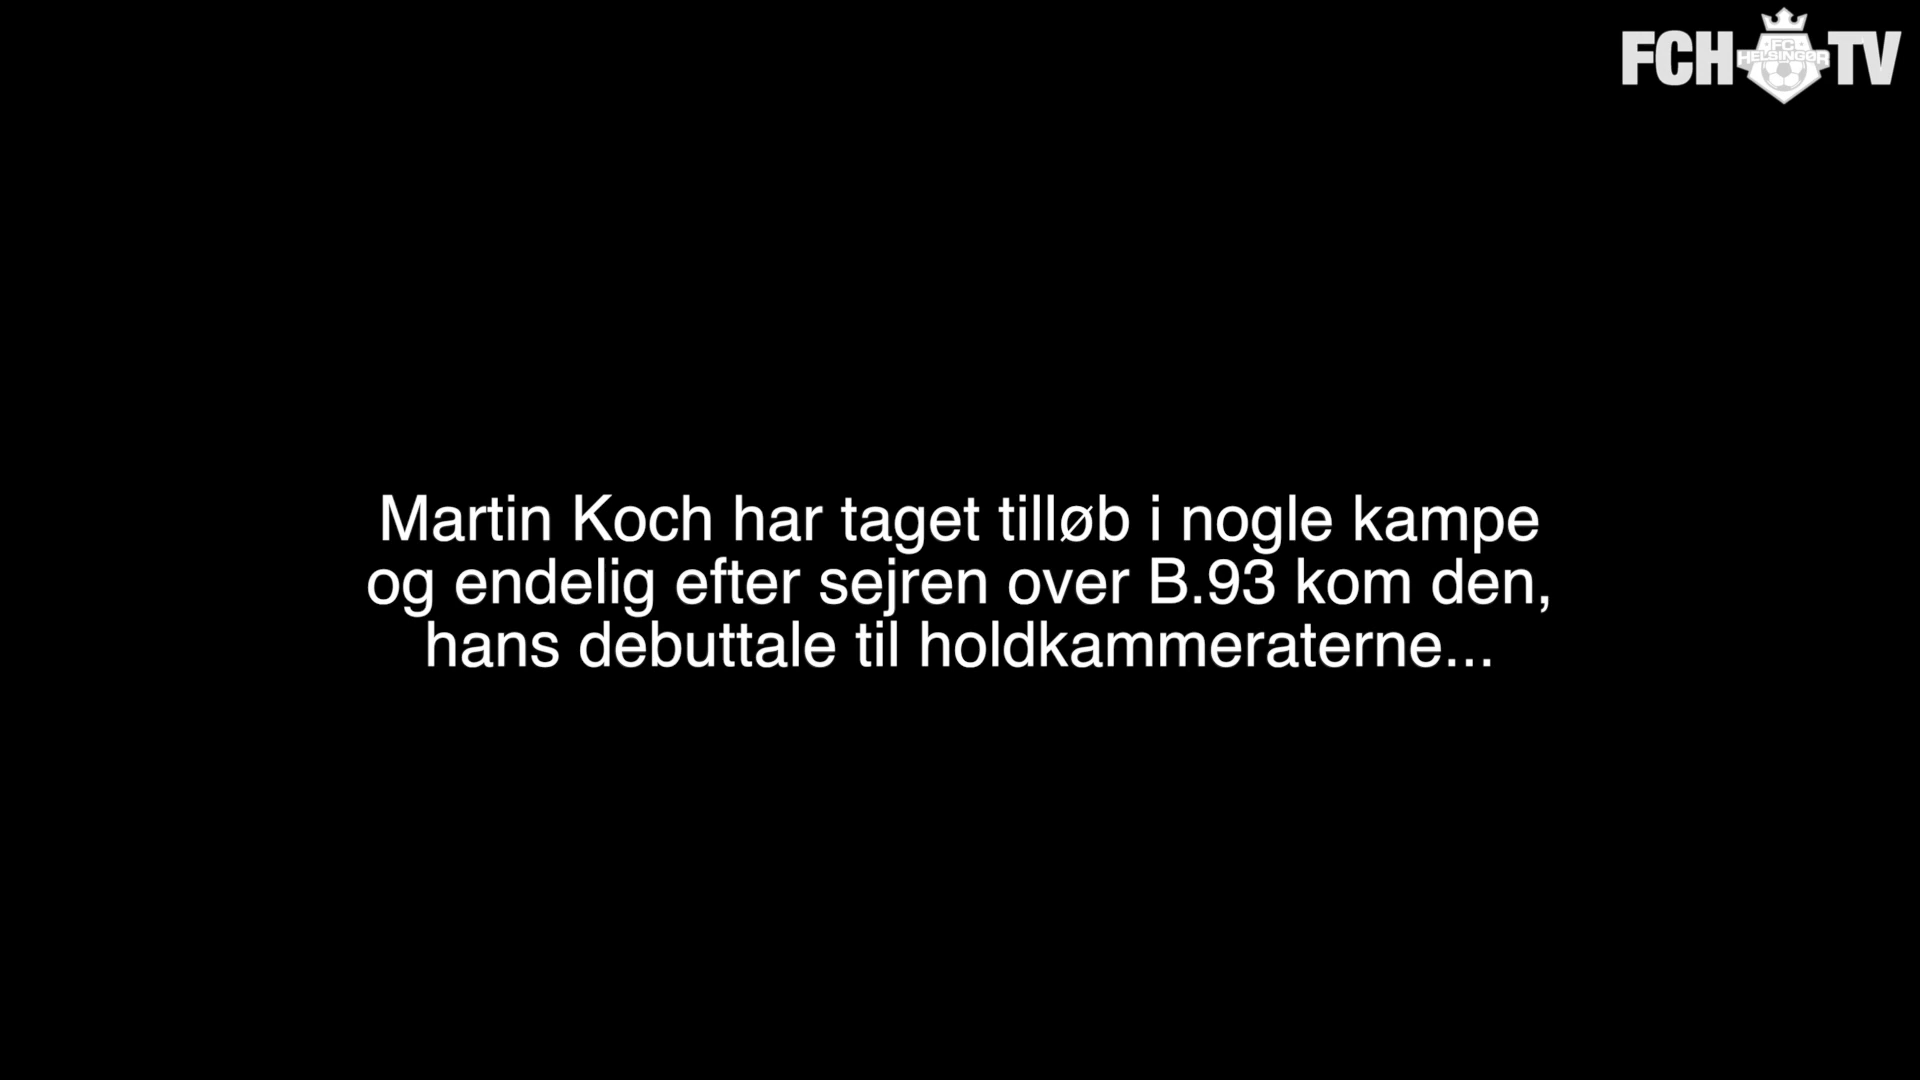 FCH FC HELSINGØR TV
Martin Koch har taget tilløb i nogle kampe
og endelig efter sejren over B.93 kom den,
hans debuttale til holdkammeraterne...